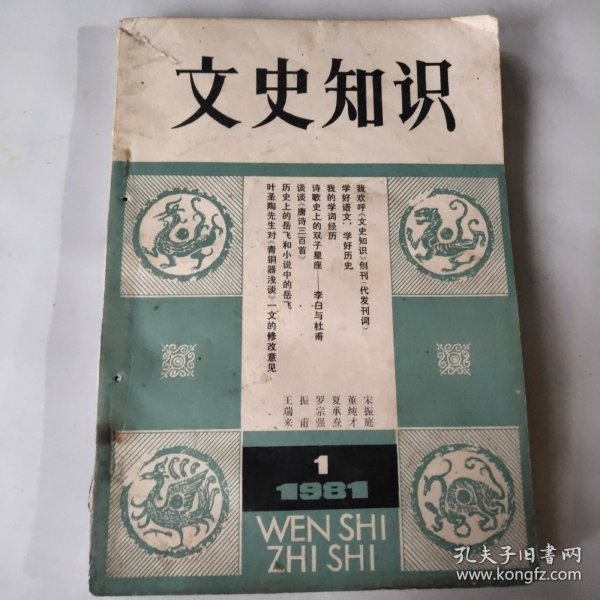 文史知识
我欢呼《文史知识》创刊(代发刊词)
宋振庭
学好语文,学好历史
董纯才
我的学词经历
夏承焘
诗歌史上的双子星座——李白与杜甫
罗宗强
谈谈《唐诗三百首》
振甫
历史上的岳飞和小说中的岳飞
王瑞来
叶圣陶先生对《青铜器浅谈》一文的修改意见
1
1981
WEN SHI
ZHI SHI
孔夫子旧书网
www.kongfz.com